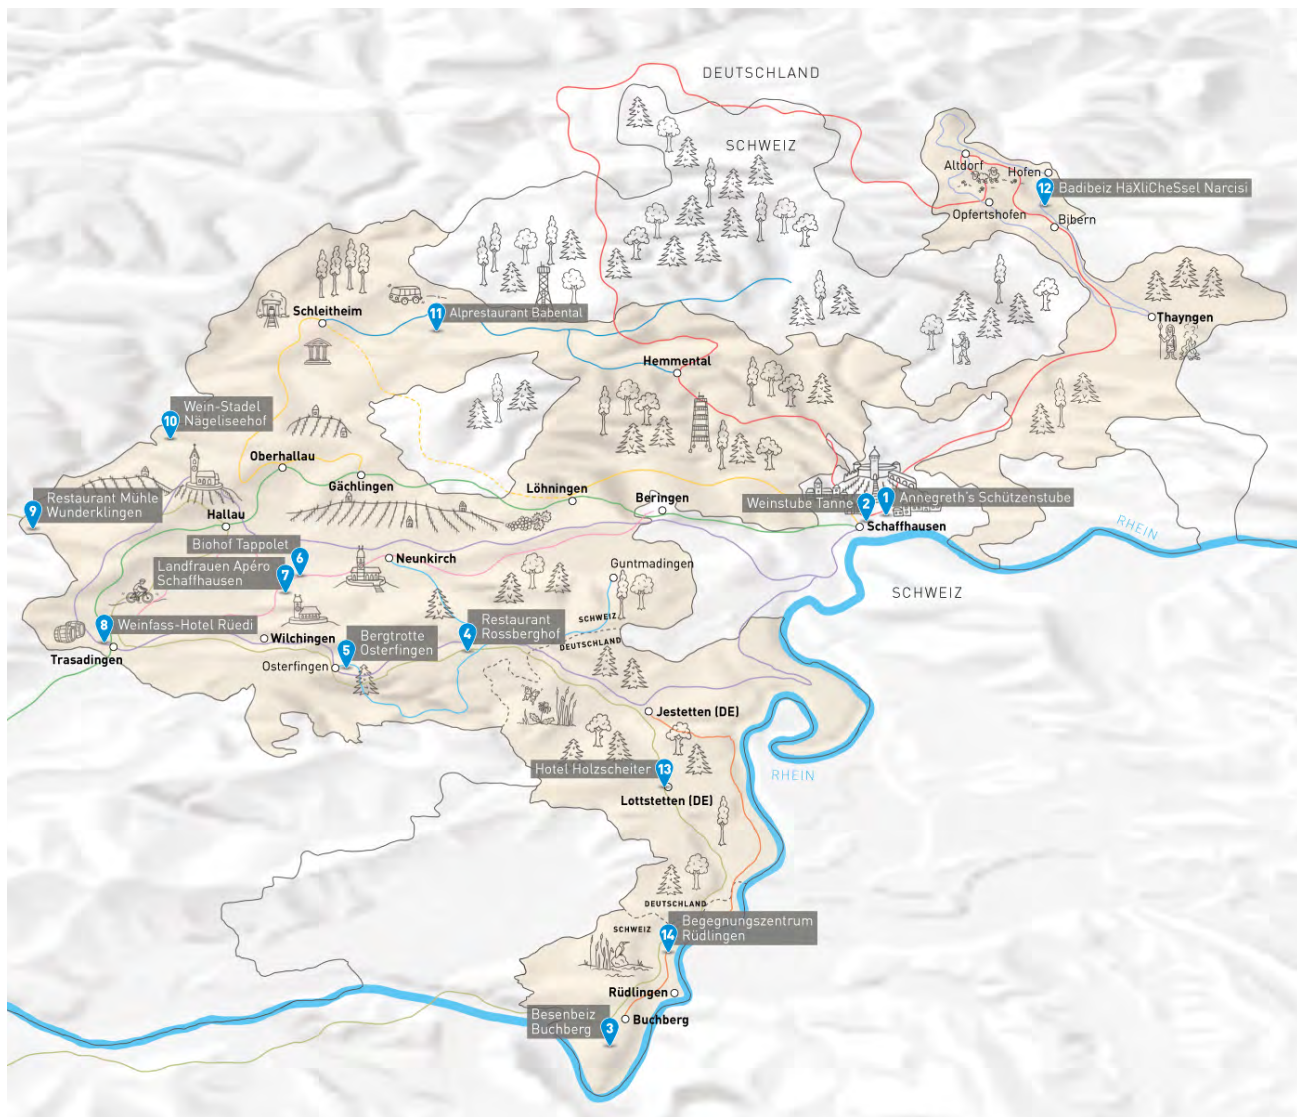 DEUTSCHLAND
SCHWEIZ
Altdorf
Hofen
12
Badibeiz HäXliCheSsel Narcisi
Opfertshofen
Bibern
Schleitheim
11
Alprestaurant Babental
Thayngen
Hemmental
Wein-Stadel
Nägeliseehof
10
Oberhallau
Gächlingen
Löhningen
Beringen
Restaurant Mühle
Wunderklingen
9
Hallau
Weinstube Tanne
2
1
Annegreth's Schützenstube
Schaffhausen
RHEIN
Biohof Tappolet
6
Neunkirch
Landfrauen Apéro
Schaffhausen
7
Guntmadingen
SCHWEIZ
8
Weinfass-Hotel Rüedi
Restaurant
Rossberghof
4
SCHWEIZ
DEUTSCHLAND
Wilchingen
Bergtrotte
Osterfingen
5
Trasadingen
Osterfingen
Jestetten (DE)
Hotel Holzscheiter
13
RHEIN
Lottstetten (DE)
DEUTSCHLAND
SCHWEIZ
Begegnungszentrum
Rüdlingen
14
Rüdlingen
Besenbeiz
Buchberg
3
Buchberg